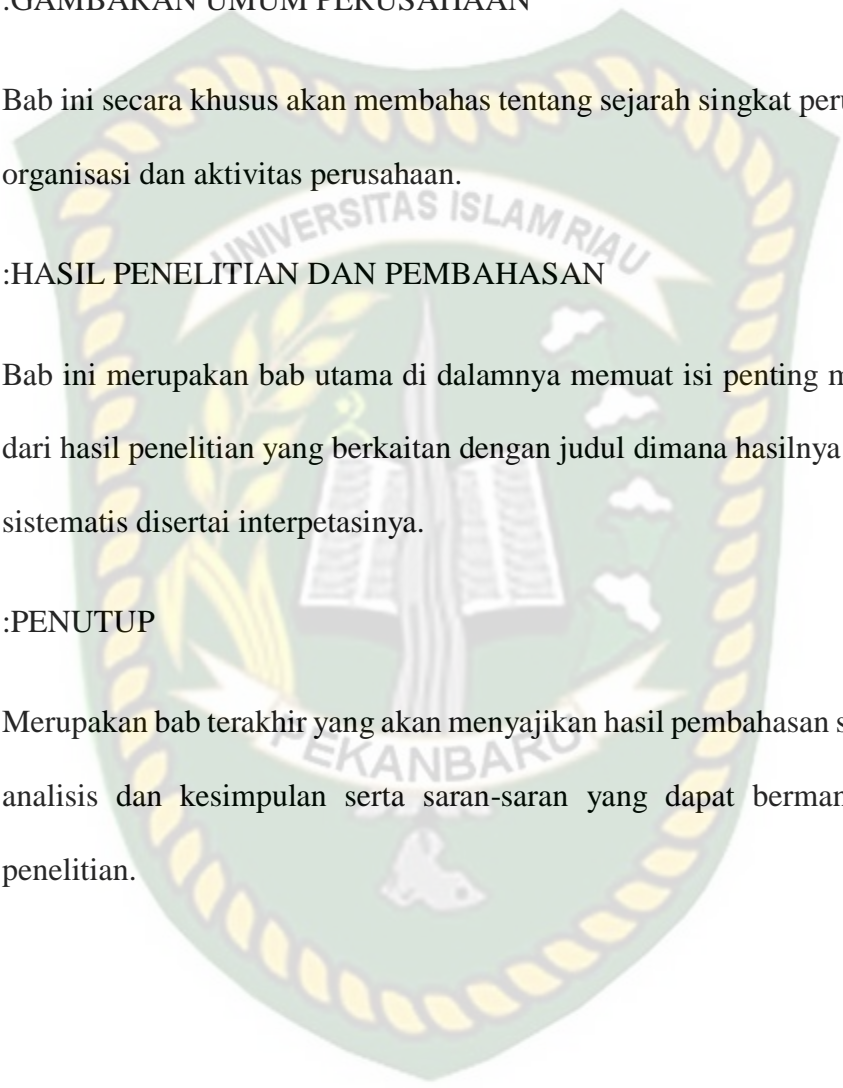 :GAMBARAN UMUM PERUSAHAAN
Bab ini secara khusus akan membahas tentang sejarah singkat
organisasi dan aktivitas perusahaan.
UNIVERSITAS ISLAM RIAU
:HASIL PENELITIAN DAN PEMBAHASAN
Bab ini merupakan bab utama di dalamnya memuat isi penting
dari hasil penelitian yang berkaitan dengan judul dimana hasilnya
sistematis disertai interpetasinya.
:PENUTUP
Merupakan bab terakhir yang akan menyajikan hasil pembahasan
PEKANBARU
analisis dan kesimpulan serta saran-saran yang dapat
penelitian.